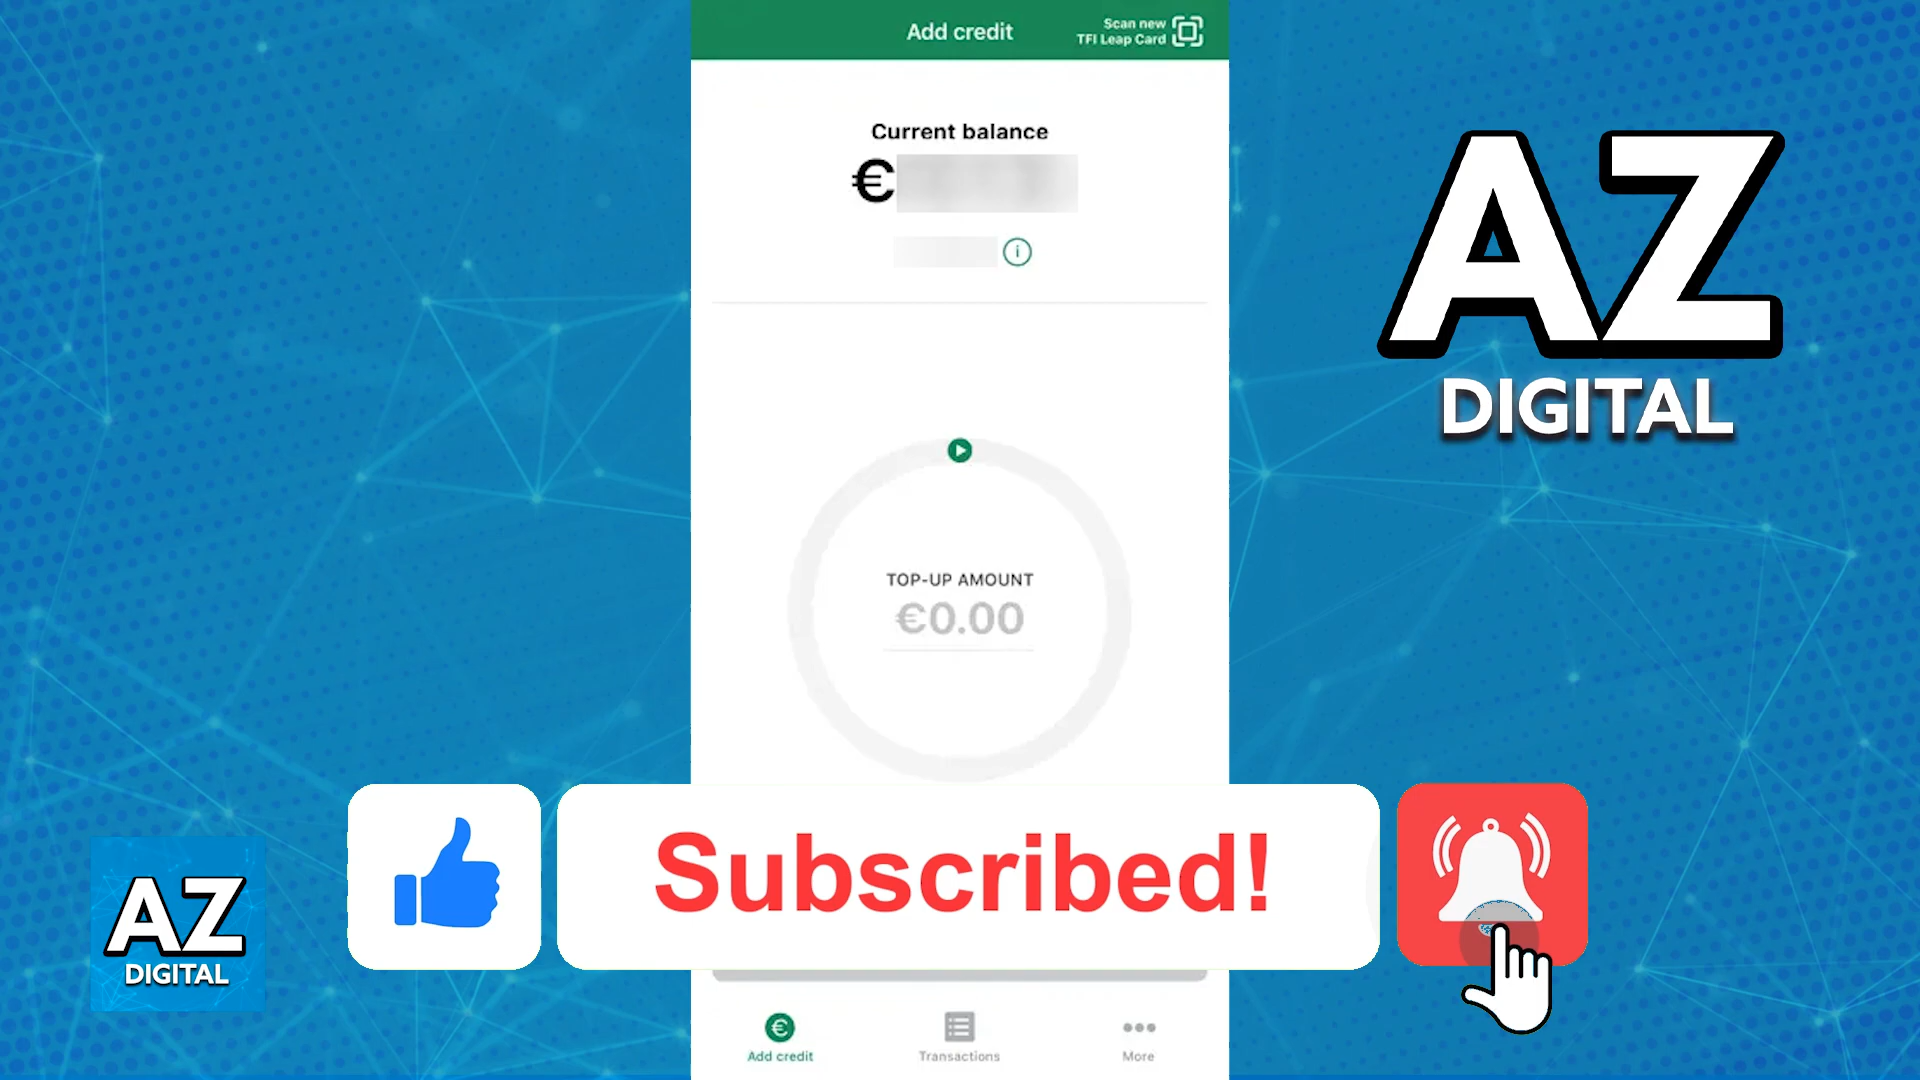 Add credit
Scan new
TFI Leap Card
Current balance
€
AZ
DIGITAL
TOP-UP AMOUNT
€0.00
Subscribed!
AZ
DIGITAL
Add credit
Transactions
More